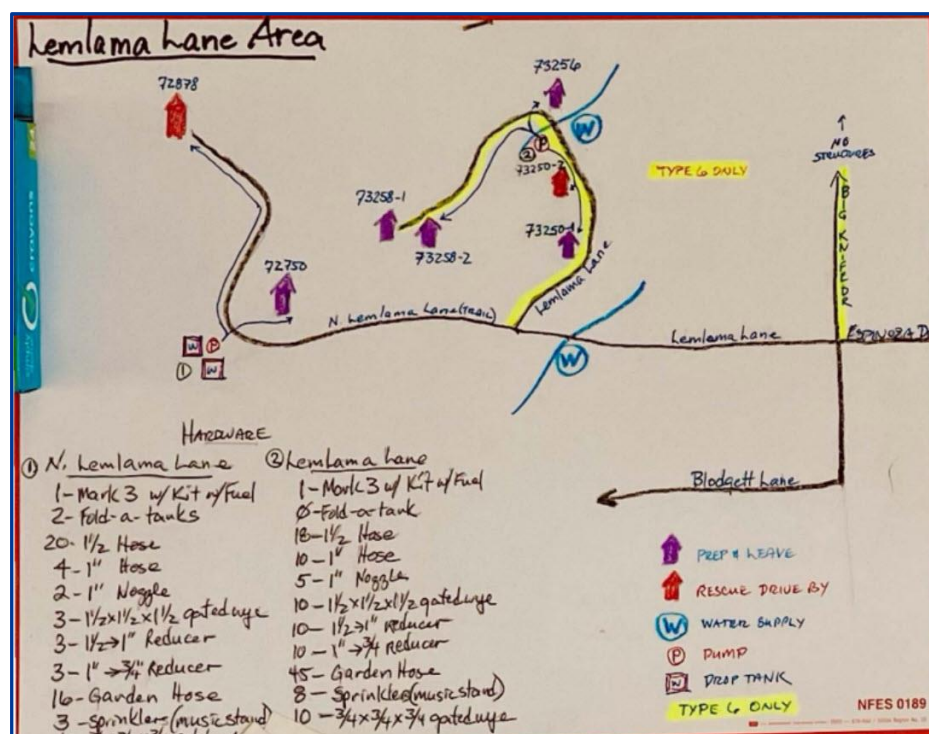 Lemlama Lane Area
72878
73256
② P
W
73250-2
TYPE 6 ONLY
↑
NO
STRUCTURES
BIG KNIFE DR
73258-1
73258-2
73250-1
72750
Lemlama Lane
N. Lemlama Lane (TRAIL)
Lemlama Lane
ESPINOZA D
W P
① W
W
Blodgett Lane
crayons
HARDWARE
① N. Lemlama Lane
1-Mark 3 w/ Kit w/Fuel
2-Fold-a-tanks
20-1½ Hose
4-1" Hose
2-1" Noggle
3-1½x1½x1½ gated wye
3-1½→1" Reducer
3-1"→¾" Reducer
16-Garden Hose
3-Sprinklers (music stand)
② Lemlama Lane
1-Mark 3 w/ Kit w/Fuel
0-Fold-a-tank
18-1½ Hose
10-1" Hose
5-1" Nozzle
10-1½x1½x1½ gated wye
10-1½→1" reducer
10-1"→¾ Reducer
45-Garden Hose
8-Sprinkler (music stand)
10-¾x¾x¾ gated wye
PREP & LEAVE
RESCUE DRIVE BY
W WATER SUPPLY
P PUMP
W DROP TANK
TYPE 6 ONLY
NFES 0189